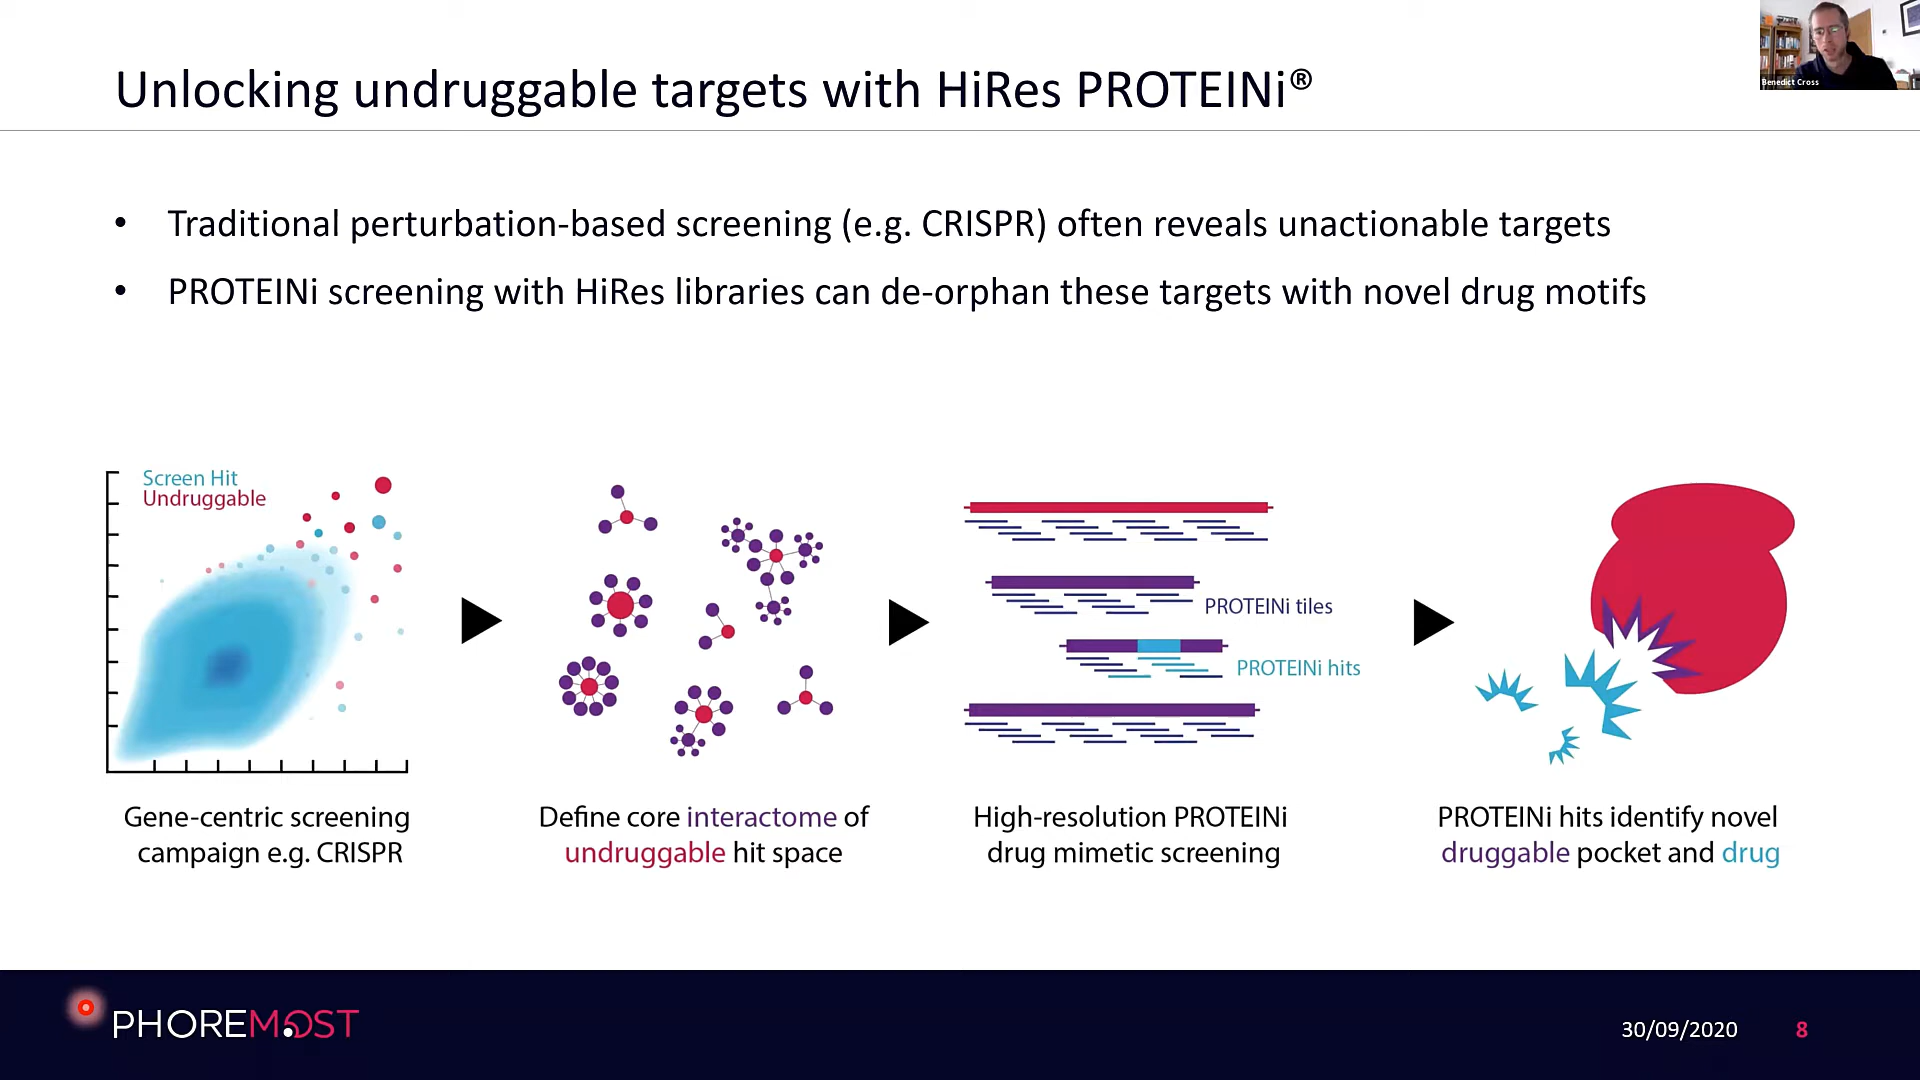 Unlocking undruggable targets with HiRes PROTEINi®
Benedict Cross
• Traditional perturbation-based screening (e.g. CRISPR) often reveals unactionable targets
• PROTEINi screening with HiRes libraries can de-orphan these targets with novel drug motifs
Screen Hit
Undruggable
PROTEINi tiles
PROTEINi hits
Gene-centric screening
campaign e.g. CRISPR
Define core interactome of
undruggable hit space
High-resolution PROTEINi
drug mimetic screening
PROTEINi hits identify novel
druggable pocket and drug
PHOREMOST
30/09/2020
8